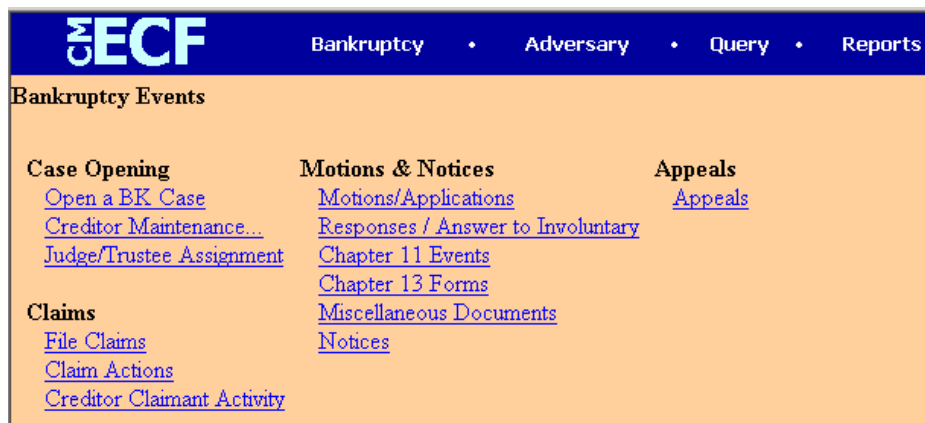 CM ECF Bankruptcy • Adversary • Query • Reports
Bankruptcy Events
Case Opening
Open a BK Case
Creditor Maintenance...
Judge/Trustee Assignment
Claims
File Claims
Claim Actions
Creditor Claimant Activity
Motions & Notices
Motions/Applications
Responses / Answer to Involuntary
Chapter 11 Events
Chapter 13 Forms
Miscellaneous Documents
Notices
Appeals
Appeals